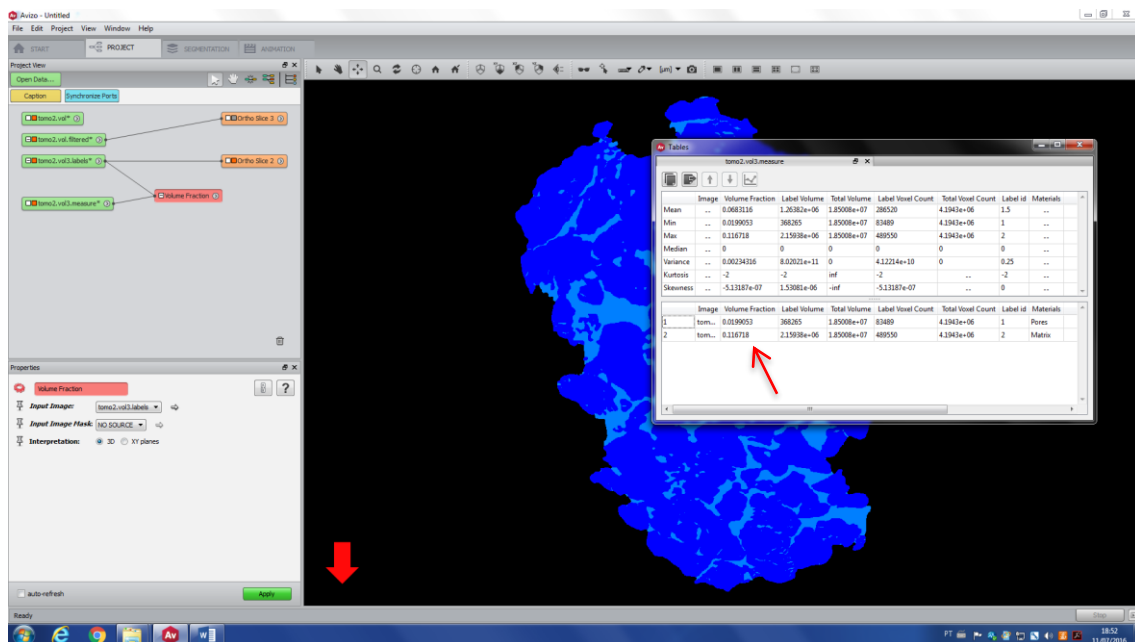 Avizo - Untitled
File Edit Project View Window Help
START PROJECT SEGMENTATION ANIMATION
Project View
Open Data...
Caption Synchronize Ports
tomo2.vol* Ortho Slice 3
tomo2.vol.filtered*
tomo2.vol3.labels* Ortho Slice 2
Volume Fraction
tomo2.vol3.measure*
Tables
tomo2.vol3.measure
Image Volume Fraction Label Volume Total Volume Label Voxel Count Total Voxel Count Label id Materials
Mean .. 0.0683116 1.26382e+06 1.85008e+07 286520 4.1943e+06 1.5 ..
Min .. 0.0199053 368265 1.85008e+07 83489 4.1943e+06 1 ..
Max .. 0.116718 2.15938e+06 1.85008e+07 489550 4.1943e+06 2 ..
Median .. 0 0 0 0 0 0 ..
Variance .. 0.00234316 8.02021e+11 0 4.12214e+10 0 0.25 ..
Kurtosis .. -2 -2 inf -2 .. -2 ..
Skewness .. -5.13187e-07 1.53081e-06 -inf -5.13187e-07 .. 0 ..
Image Volume Fraction Label Volume Total Volume Label Voxel Count Total Voxel Count Label id Materials
1 tom... 0.0199053 368265 1.85008e+07 83489 4.1943e+06 1 Pores
2 tom... 0.116718 2.15938e+06 1.85008e+07 489550 4.1943e+06 2 Matrix
Properties
Volume Fraction ?
Input Image: tomo2.vol3.labels
Input Image Mask: NO SOURCE
Interpretation: 3D XY planes
auto-refresh Apply
Ready Stop
PT 18:52
11/07/2016